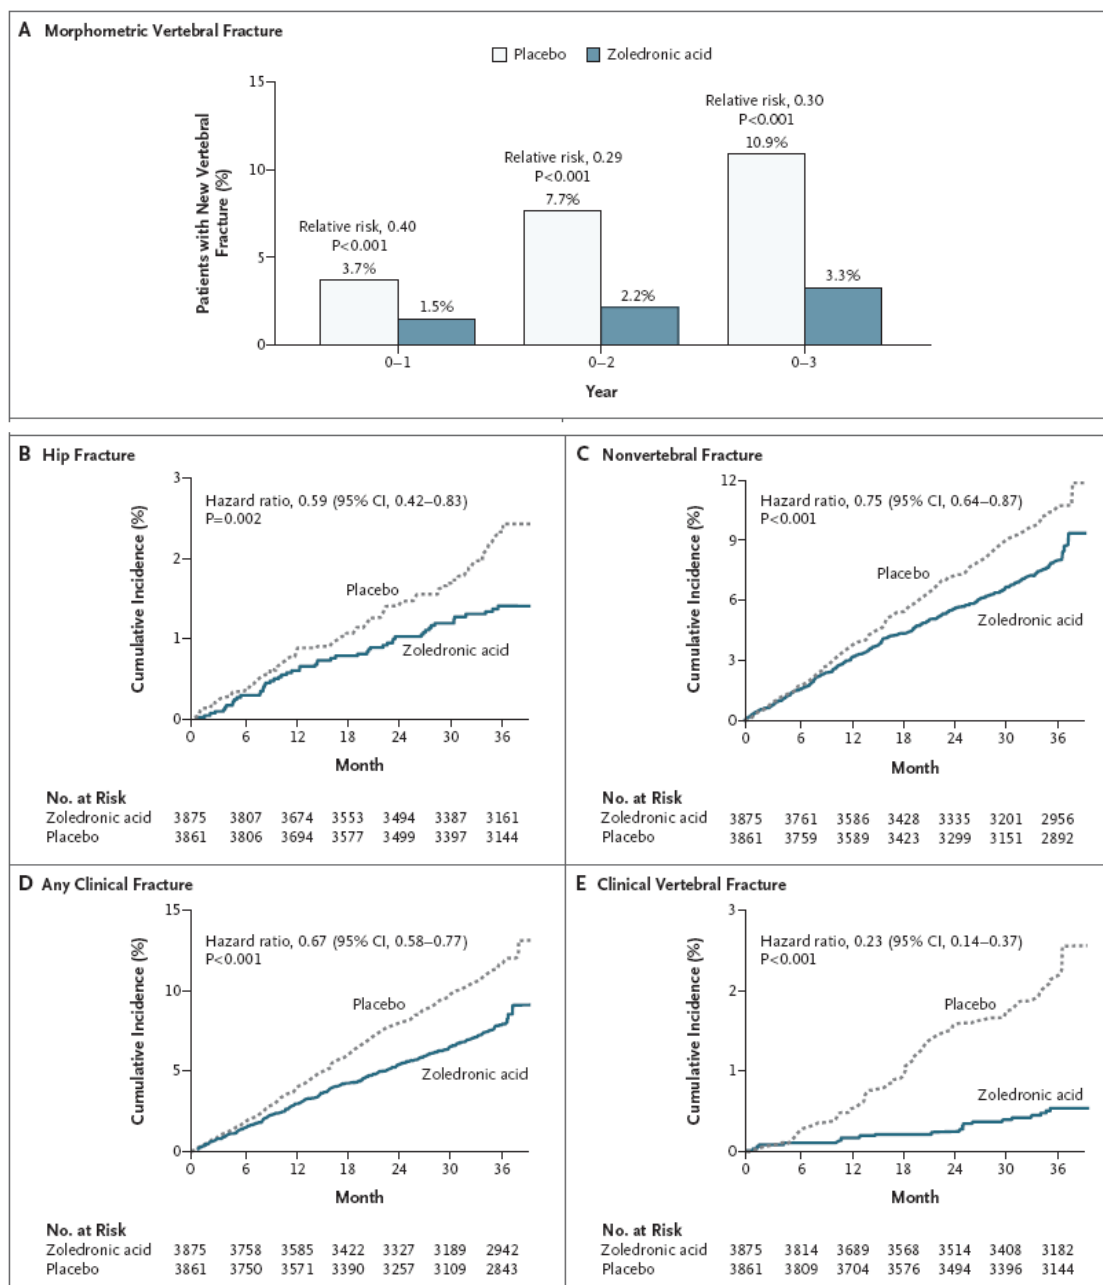 A Morphometric Vertebral Fracture
Placebo Zoledronic acid
Patients with New Vertebral
Fracture (%)
15
10
5
0
Relative risk, 0.40
P<0.001
3.7%
1.5%
Relative risk, 0.29
P<0.001
7.7%
2.2%
Relative risk, 0.30
P<0.001
10.9%
3.3%
0–1 0–2 0–3
Year
B Hip Fracture
Cumulative Incidence (%)
3
2
1
0
Hazard ratio, 0.59 (95% CI, 0.42–0.83)
P=0.002
Placebo
Zoledronic acid
0 6 12 18 24 30 36
Month
No. at Risk
Zoledronic acid 3875 3807 3674 3553 3494 3387 3161
Placebo 3861 3806 3694 3577 3499 3397 3144
C Nonvertebral Fracture
Cumulative Incidence (%)
12
9
6
3
0
Hazard ratio, 0.75 (95% CI, 0.64–0.87)
P<0.001
Placebo
Zoledronic acid
0 6 12 18 24 30 36
Month
No. at Risk
Zoledronic acid 3875 3761 3586 3428 3335 3201 2956
Placebo 3861 3759 3589 3423 3299 3151 2892
D Any Clinical Fracture
Cumulative Incidence (%)
15
10
5
0
Hazard ratio, 0.67 (95% CI, 0.58–0.77)
P<0.001
Placebo
Zoledronic acid
0 6 12 18 24 30 36
Month
No. at Risk
Zoledronic acid 3875 3758 3585 3422 3327 3189 2942
Placebo 3861 3750 3571 3390 3257 3109 2843
E Clinical Vertebral Fracture
Cumulative Incidence (%)
3
2
1
0
Hazard ratio, 0.23 (95% CI, 0.14–0.37)
P<0.001
Placebo
Zoledronic acid
0 6 12 18 24 30 36
Month
No. at Risk
Zoledronic acid 3875 3814 3689 3568 3514 3408 3182
Placebo 3861 3809 3704 3576 3494 3396 3144